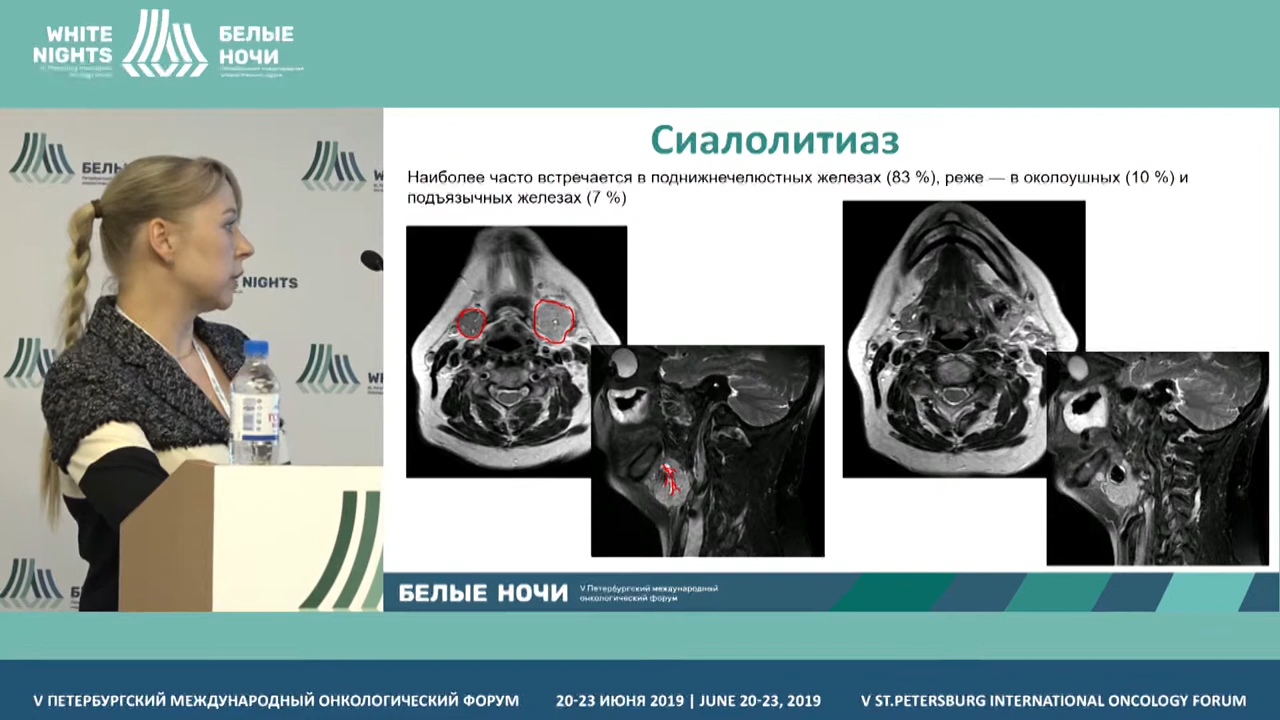 WHITE
NIGHTS
БЕЛЫЕ
НОЧИ
БЕЛЫ
NIGHTS
Сиалолитиаз
Наиболее часто встречается в поднижнечелюстных железах (83 %), реже — в околоушных (10 %) и
подъязычных железах (7 %)
БЕЛЫЕ НОЧИ
V Петербургский международный
онкологический форум
V ПЕТЕРБУРГСКИЙ МЕЖДУНАРОДНЫЙ ОНКОЛОГИЧЕСКИЙ ФОРУМ
20-23 ИЮНЯ 2019 | JUNE 20-23, 2019
V ST.PETERSBURG INTERNATIONAL ONCOLOGY FORUM